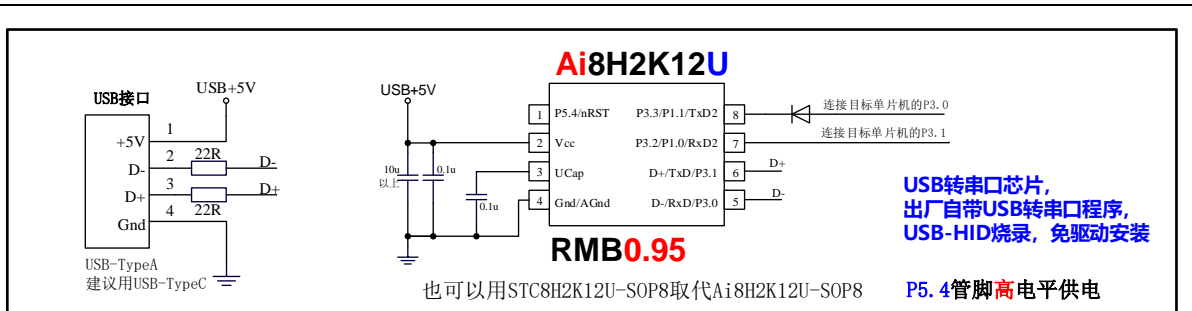 Ai8H2K12U
USB接口
USB+5V
+5V
1
D-
2
22R
D-
D+
3
22R
D+
Gnd
4
USB-TypeA
建议用USB-TypeC
USB+5V
10u
以上
0.1u
0.1u
1 P5.4/nRST P3.3/P1.1/TxD2 8
2 Vcc P3.2/P1.0/RxD2 7
3 UCap D+/TxD/P3.1 6
4 Gnd/AGnd D-/RxD/P3.0 5
连接目标单片机的P3.0
连接目标单片机的P3.1
D+
D-
RMB0.95
USB转串口芯片,
出厂自带USB转串口程序,
USB-HID烧录, 免驱动安装
也可以用STC8H2K12U-SOP8取代Ai8H2K12U-SOP8
P5.4管脚高电平供电